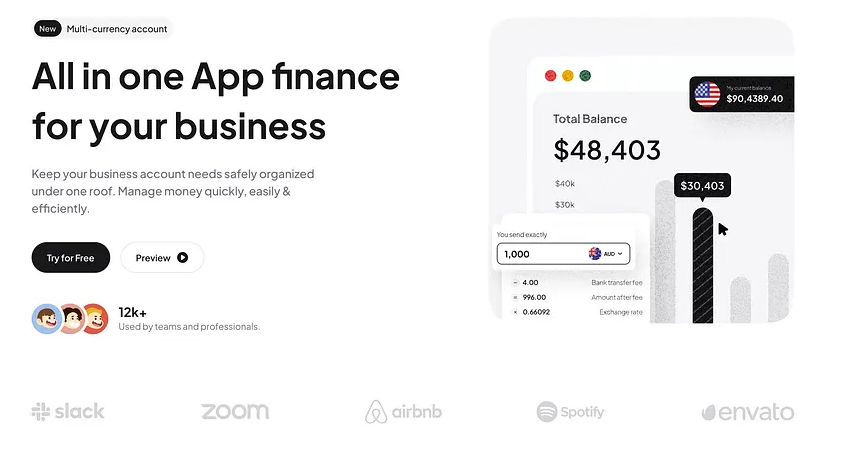 New Multi-currency account
All in one App finance
for your business
Keep your business account needs safely organized
under one roof. Manage money quickly, easily &
efficiently.
Try for Free
Preview
12k+
Used by teams and professionals.
My current balance
$90,4389.40
Total Balance
$48,403
$40k
$30k
$30,403
You send exactly
1,000 AUD
4.00 Bank transfer fee
= 996.00 Amount after fee
× 0.66092 Exchange rate
slack
zoom
airbnb
Spotify
envato